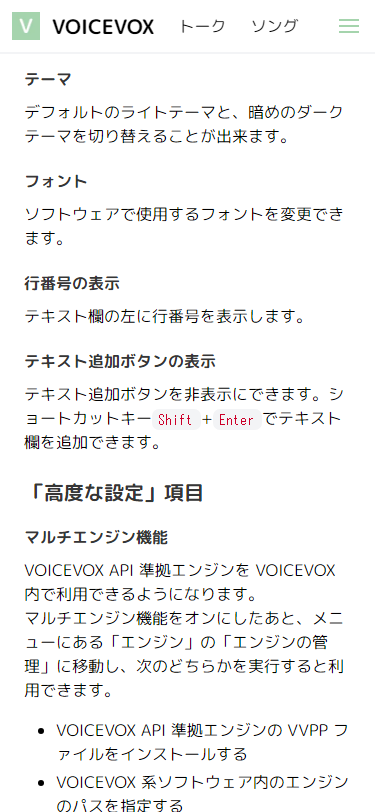 V VOICEVOX トーク ソング
テーマ
デフォルトのライトテーマと、暗めのダーク
テーマを切り替えることが出来ます。
フォント
ソフトウェアで使用するフォントを変更でき
ます。
行番号の表示
テキスト欄の左に行番号を表示します。
テキスト追加ボタンの表示
テキスト追加ボタンを非表示にできます。シ
ョートカットキー Shift + Enter でテキスト
欄を追加できます。
「高度な設定」項目
マルチエンジン機能
VOICEVOX API 準拠エンジンを VOICEVOX
内で利用できるようになります。
マルチエンジン機能をオンにしたあと、メニ
ューにある「エンジン」の「エンジンの管
理」に移動し、次のどちらかを実行すると利
用できます。
• VOICEVOX API 準拠エンジンの VVPP フ
ァイルをインストールする
• VOICEVOX 系ソフトウェア内のエンジン
のパスを指定する